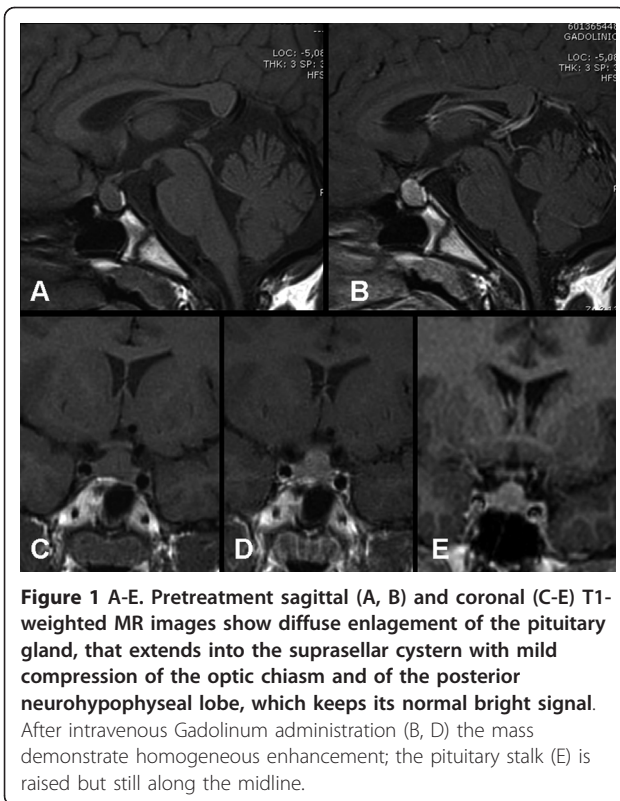 LOC: -5,08
THK: 3 SP: 3
HFS
A
601365448
GADOLINIC
LOC: -5,08
THK: 3 SP: 3
HFS
B
C
D
E
Figure 1 A-E. Pretreatment sagittal (A, B) and coronal (C-E) T1-
weighted MR images show diffuse enlagement of the pituitary
gland, that extends into the suprasellar cystern with mild
compression of the optic chiasm and of the posterior
neurohypophyseal lobe, which keeps its normal bright signal.
After intravenous Gadolinum administration (B, D) the mass
demonstrate homogeneous enhancement; the pituitary stalk (E) is
raised but still along the midline.